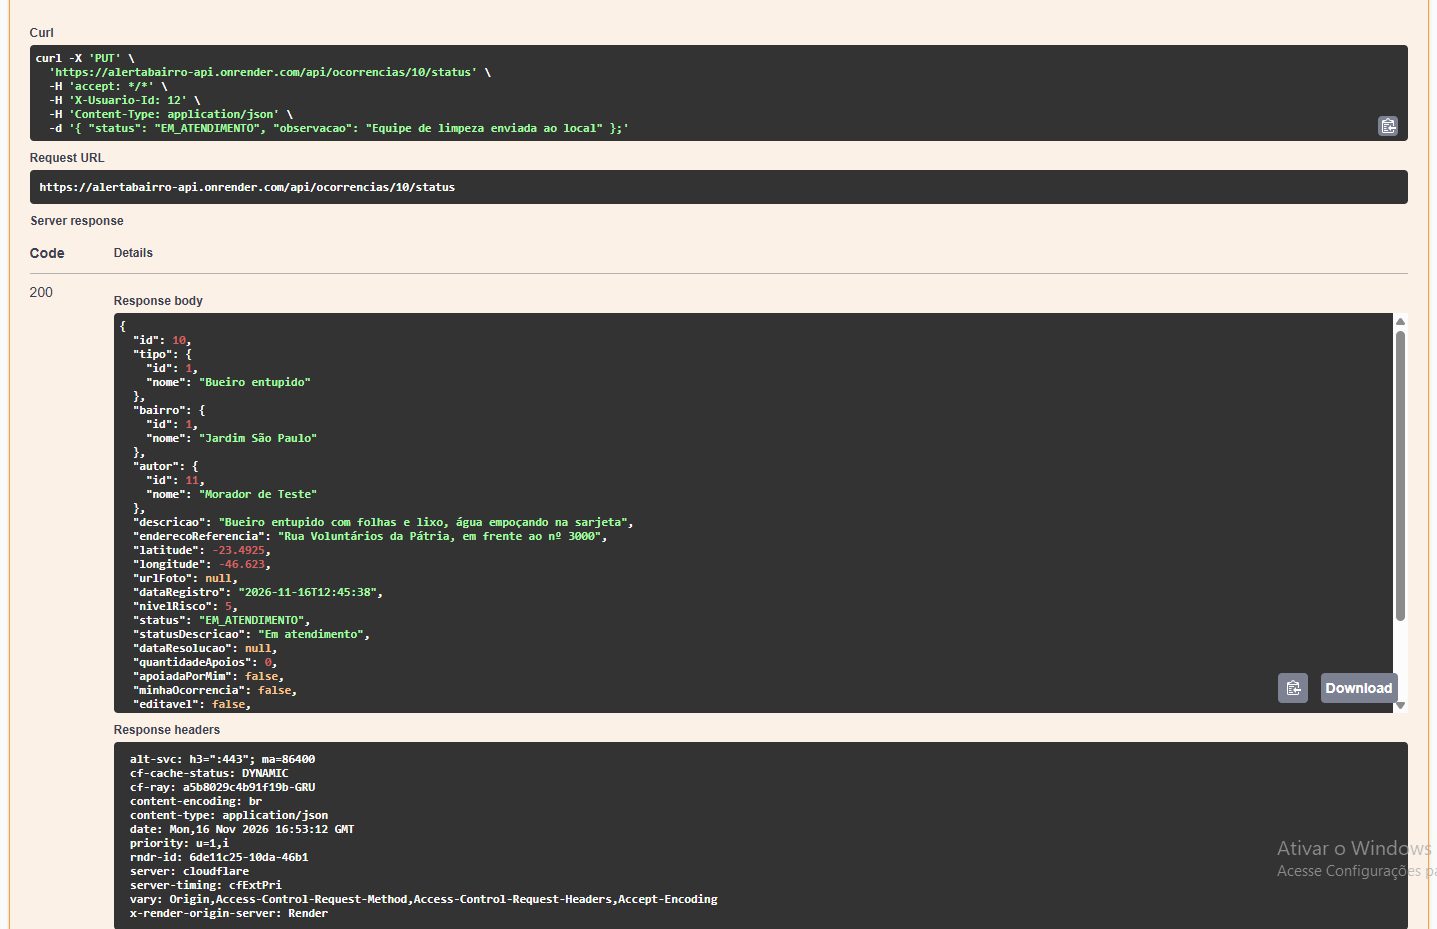 Curl
curl -X 'PUT' \
  'https://alertabairro-api.onrender.com/api/ocorrencias/10/status' \
  -H 'accept: */*' \
  -H 'X-Usuario-Id: 12' \
  -H 'Content-Type: application/json' \
  -d '{ "status": "EM_ATENDIMENTO", "observacao": "Equipe de limpeza enviada ao local" };'
Request URL
https://alertabairro-api.onrender.com/api/ocorrencias/10/status
Server response
Code Details
200
Response body
{
  "id": 10,
  "tipo": {
    "id": 1,
    "nome": "Bueiro entupido"
  },
  "bairro": {
    "id": 1,
    "nome": "Jardim São Paulo"
  },
  "autor": {
    "id": 11,
    "nome": "Morador de Teste"
  },
  "descricao": "Bueiro entupido com folhas e lixo, água empoçando na sarjeta",
  "enderecoReferencia": "Rua Voluntários da Pátria, em frente ao nº 3000",
  "latitude": -23.4925,
  "longitude": -46.623,
  "urlFoto": null,
  "dataRegistro": "2026-11-16T12:45:38",
  "nivelRisco": 5,
  "status": "EM_ATENDIMENTO",
  "statusDescricao": "Em atendimento",
  "dataResolucao": null,
  "quantidadeApoios": 0,
  "apoiadaPorMim": false,
  "minhaOcorrencia": false,
  "editavel": false,
Download
Response headers
alt-svc: h3=":443"; ma=86400
cf-cache-status: DYNAMIC
cf-ray: a5b8029c4b91f19b-GRU
content-encoding: br
content-type: application/json
date: Mon,16 Nov 2026 16:53:12 GMT
priority: u=1,i
rndr-id: 6de11c25-10da-46b1
server: cloudflare
server-timing: cfExtPri
vary: Origin,Access-Control-Request-Method,Access-Control-Request-Headers,Accept-Encoding
x-render-origin-server: Render
Ativar o Windows
Acesse Configurações pa